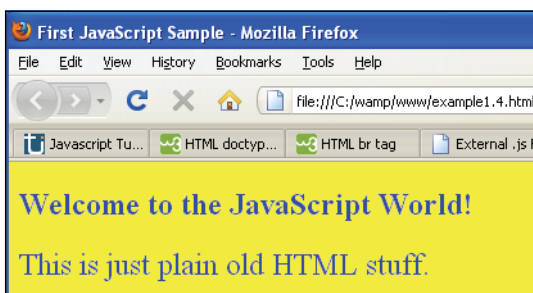 First JavaScript Sample - Mozilla Firefox
File Edit View History Bookmarks Tools Help
file:///C:/wamp/www/example1.4.html
Javascript Tu... HTML doctyp... HTML br tag External .js
Welcome to the JavaScript World!
This is just plain old HTML stuff.